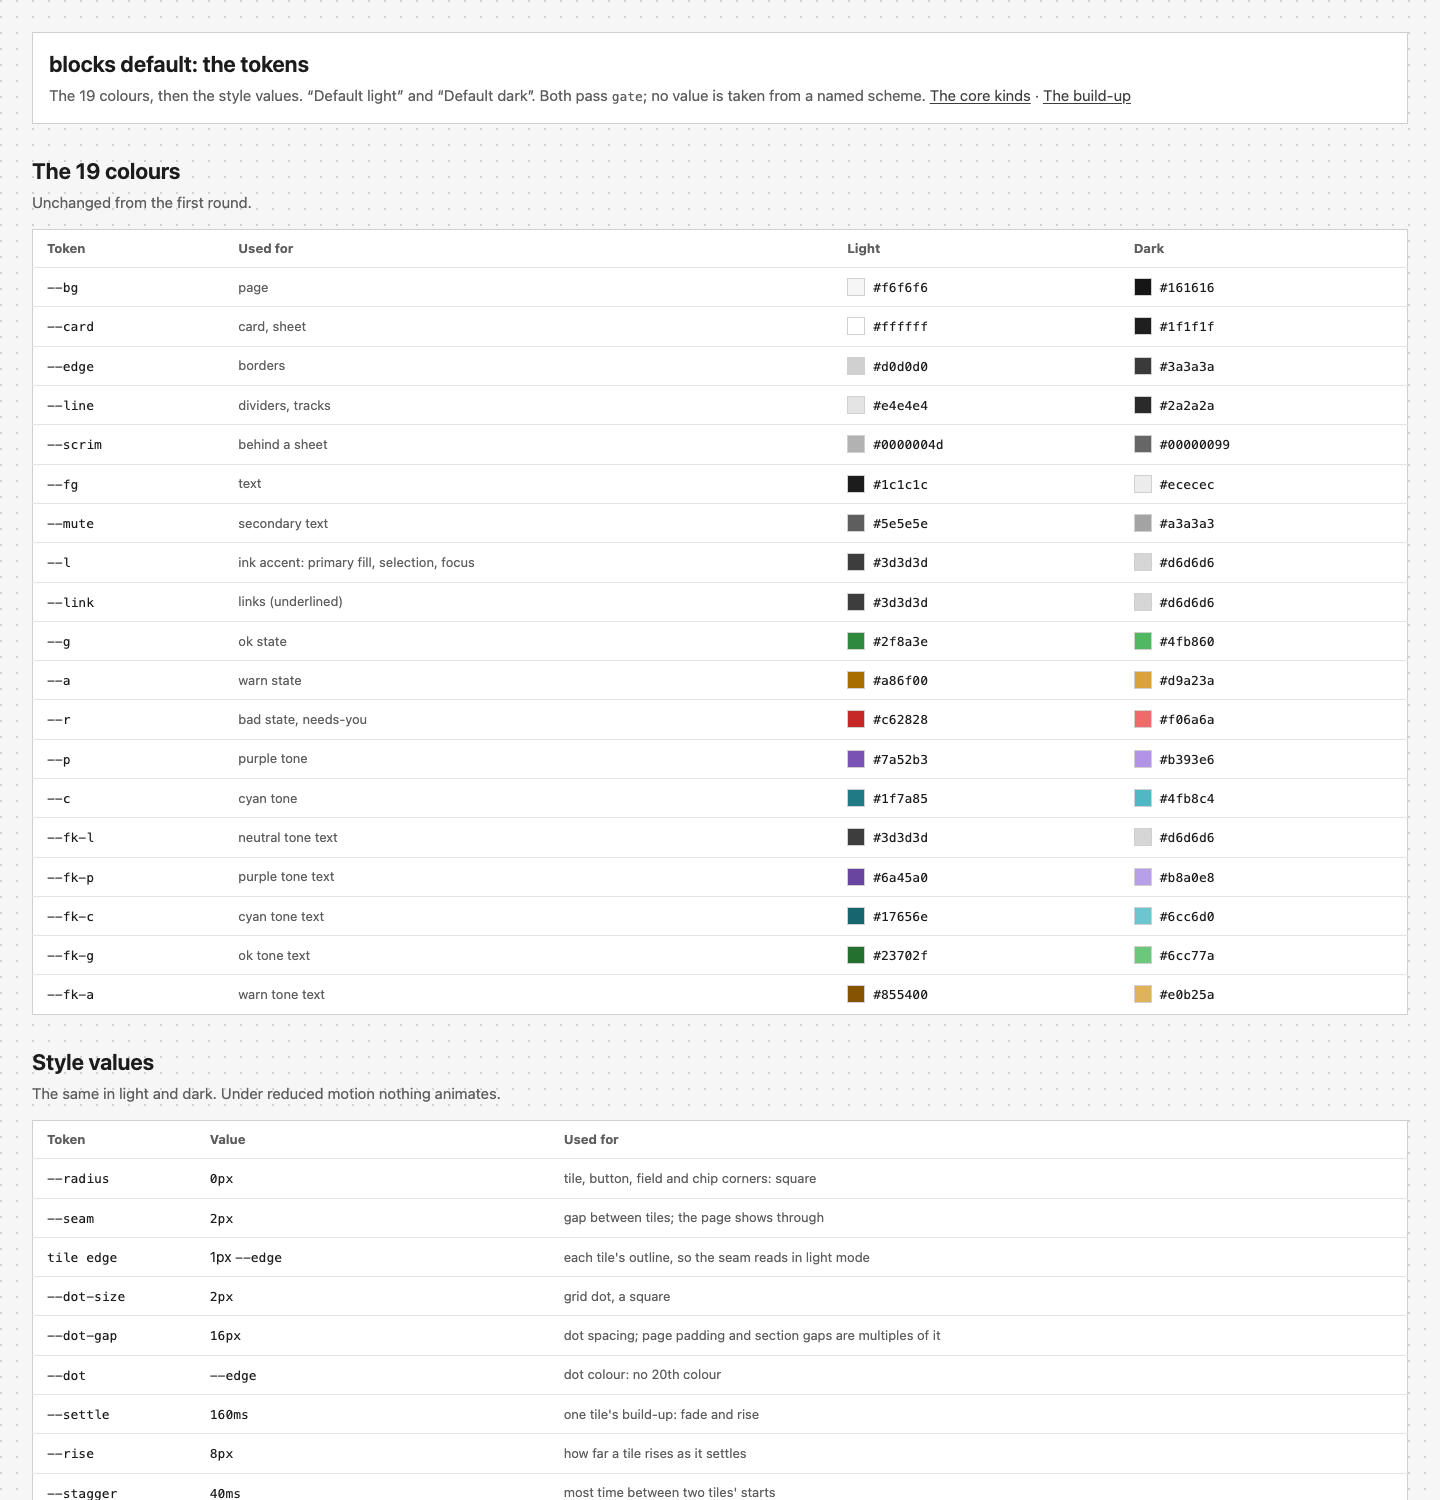 blocks default: the tokens
The 19 colours, then the style values. “Default light” and “Default dark”. Both pass gate; no value is taken from a named scheme. The core kinds · The build-up
The 19 colours
Unchanged from the first round.
Token Used for Light Dark
--bg page #f6f6f6 #161616
--card card, sheet #ffffff #1f1f1f
--edge borders #d0d0d0 #3a3a3a
--line dividers, tracks #e4e4e4 #2a2a2a
--scrim behind a sheet #0000004d #00000099
--fg text #1c1c1c #ececec
--mute secondary text #5e5e5e #a3a3a3
--l ink accent: primary fill, selection, focus #3d3d3d #d6d6d6
--link links (underlined) #3d3d3d #d6d6d6
--g ok state #2f8a3e #4fb860
--a warn state #a86f00 #d9a23a
--r bad state, needs-you #c62828 #f06a6a
--p purple tone #7a52b3 #b393e6
--c cyan tone #1f7a85 #4fb8c4
--fk-l neutral tone text #3d3d3d #d6d6d6
--fk-p purple tone text #6a45a0 #b8a0e8
--fk-c cyan tone text #17656e #6cc6d0
--fk-g ok tone text #23702f #6cc77a
--fk-a warn tone text #855400 #e0b25a
Style values
The same in light and dark. Under reduced motion nothing animates.
Token Value Used for
--radius 0px tile, button, field and chip corners: square
--seam 2px gap between tiles; the page shows through
tile edge 1px --edge each tile's outline, so the seam reads in light mode
--dot-size 2px grid dot, a square
--dot-gap 16px dot spacing; page padding and section gaps are multiples of it
--dot --edge dot colour: no 20th colour
--settle 160ms one tile's build-up: fade and rise
--rise 8px how far a tile rises as it settles
--stagger 40ms most time between two tiles' starts